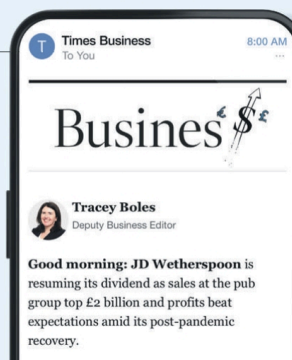 T
Times Business
8:00 AM
To You
...
Busines$
€ £
Tracey Boles
Deputy Business Editor
Good morning: JD Wetherspoon is
resuming its dividend as sales at the pub
group top £2 billion and profits beat
expectations amid its post-pandemic
recovery.